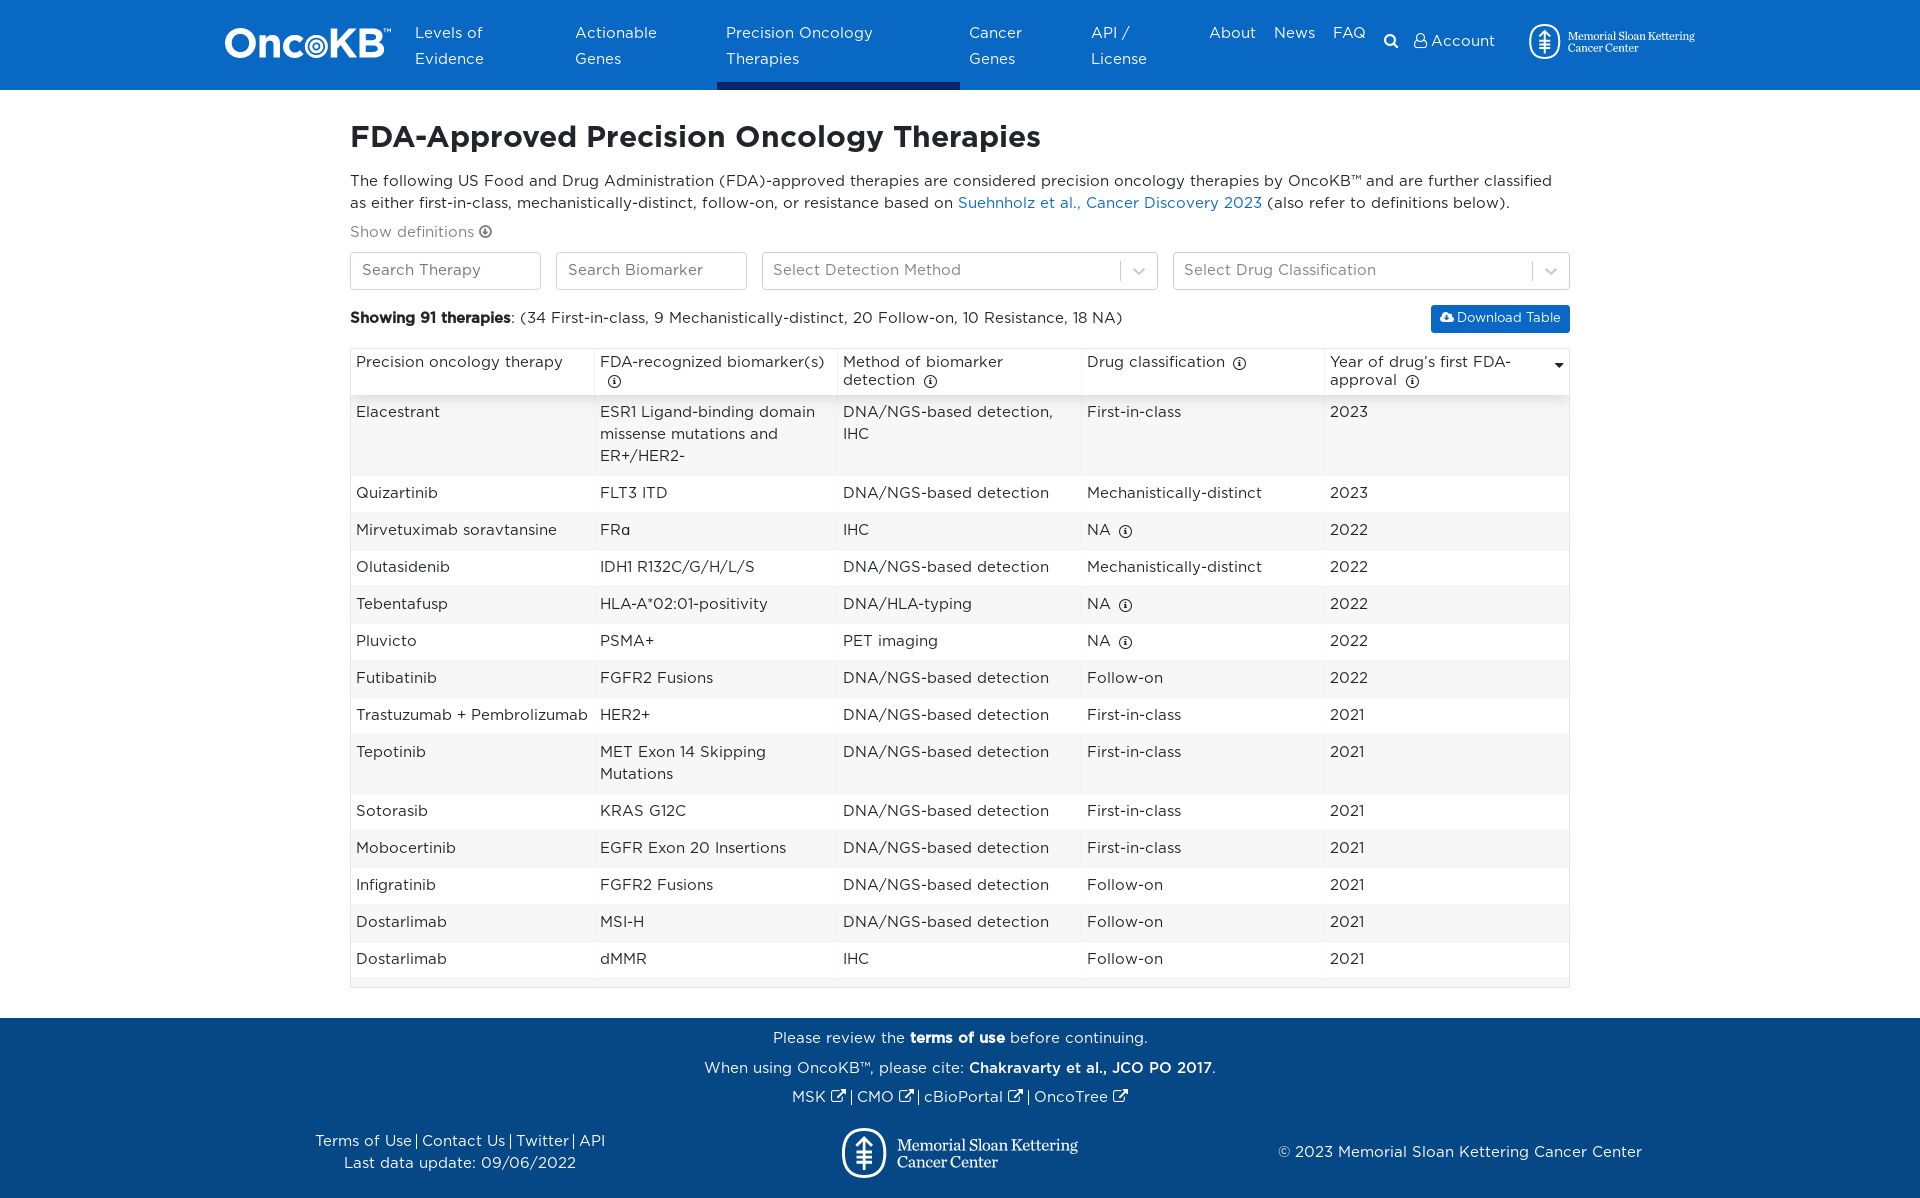 OncoKB™
Levels of Evidence
Actionable Genes
Precision Oncology Therapies
Cancer Genes
API / License
About
News
FAQ
Account
Memorial Sloan Kettering Cancer Center
FDA-Approved Precision Oncology Therapies
The following US Food and Drug Administration (FDA)-approved therapies are considered precision oncology therapies by OncoKB™ and are further classified
as either first-in-class, mechanistically-distinct, follow-on, or resistance based on Suehnholz et al., Cancer Discovery 2023 (also refer to definitions below).
Show definitions
Search Therapy Search Biomarker Select Detection Method Select Drug Classification
Showing 91 therapies: (34 First-in-class, 9 Mechanistically-distinct, 20 Follow-on, 10 Resistance, 18 NA)
Download Table
Precision oncology therapy FDA-recognized biomarker(s) Method of biomarker detection Drug classification Year of drug's first FDA-approval
Elacestrant ESR1 Ligand-binding domain missense mutations and ER+/HER2- DNA/NGS-based detection, IHC First-in-class 2023
Quizartinib FLT3 ITD DNA/NGS-based detection Mechanistically-distinct 2023
Mirvetuximab soravtansine FRα IHC NA 2022
Olutasidenib IDH1 R132C/G/H/L/S DNA/NGS-based detection Mechanistically-distinct 2022
Tebentafusp HLA-A*02:01-positivity DNA/HLA-typing NA 2022
Pluvicto PSMA+ PET imaging NA 2022
Futibatinib FGFR2 Fusions DNA/NGS-based detection Follow-on 2022
Trastuzumab + Pembrolizumab HER2+ DNA/NGS-based detection First-in-class 2021
Tepotinib MET Exon 14 Skipping Mutations DNA/NGS-based detection First-in-class 2021
Sotorasib KRAS G12C DNA/NGS-based detection First-in-class 2021
Mobocertinib EGFR Exon 20 Insertions DNA/NGS-based detection First-in-class 2021
Infigratinib FGFR2 Fusions DNA/NGS-based detection Follow-on 2021
Dostarlimab MSI-H DNA/NGS-based detection Follow-on 2021
Dostarlimab dMMR IHC Follow-on 2021
Please review the terms of use before continuing.
When using OncoKB™, please cite: Chakravarty et al., JCO PO 2017.
MSK | CMO | cBioPortal | OncoTree
Terms of Use | Contact Us | Twitter | API
Last data update: 09/06/2022
Memorial Sloan Kettering
Cancer Center
© 2023 Memorial Sloan Kettering Cancer Center